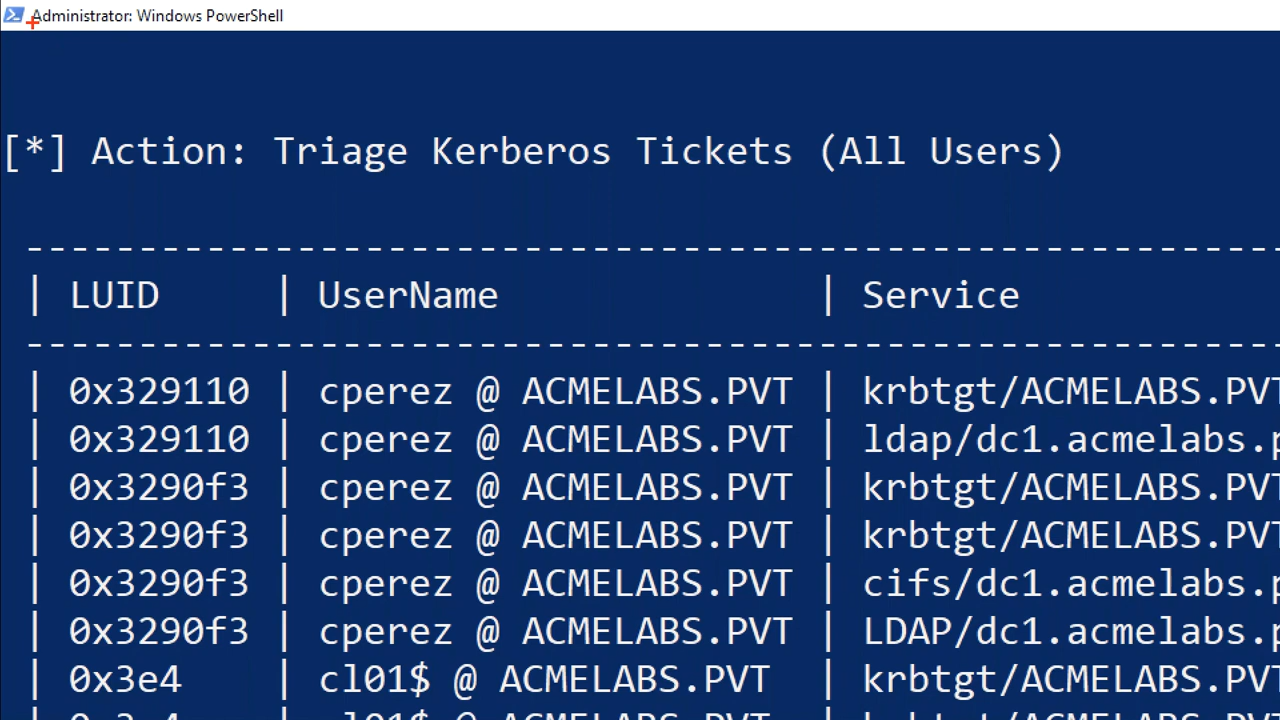 Administrator: Windows PowerShell
[*] Action: Triage Kerberos Tickets (All Users)
-------------------------------------------------------
| LUID | UserName | Service
-------------------------------------------------------
| 0x329110 | cperez @ ACMELABS.PVT | krbtgt/ACMELABS.PVT
| 0x329110 | cperez @ ACMELABS.PVT | ldap/dc1.acmelabs.p
| 0x3290f3 | cperez @ ACMELABS.PVT | krbtgt/ACMELABS.PVT
| 0x3290f3 | cperez @ ACMELABS.PVT | krbtgt/ACMELABS.PVT
| 0x3290f3 | cperez @ ACMELABS.PVT | cifs/dc1.acmelabs.p
| 0x3290f3 | cperez @ ACMELABS.PVT | LDAP/dc1.acmelabs.p
| 0x3e4 | cl01$ @ ACMELABS.PVT | krbtgt/ACMELABS.PVT